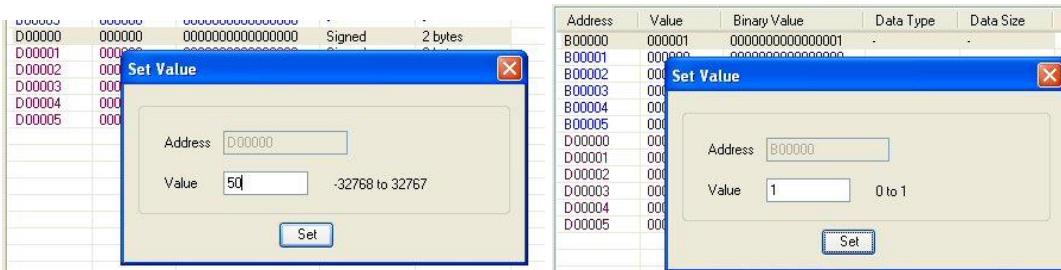 D00000 000000 0000000000000000 Signed 2 bytes
D00001
D00002
D00003
D00004
D00005
Set Value
Address D00000
Value 50 -32768 to 32767
Set
Address Value Binary Value Data Type Data Size
B00000 000001 0000000000000001 - -
B00001
B00002
B00003
B00004
B00005
D00000
D00001
D00002
D00003
D00004
D00005
Set Value
Address B00000
Value 1 0 to 1
Set